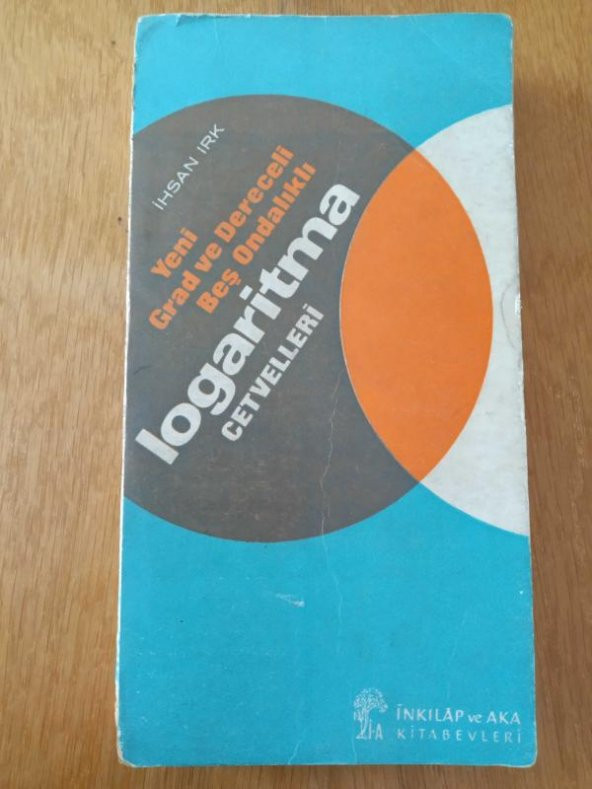 İHSAN IRK
Yeni
Grad ve Dereceli
Beş Ondalıklı
logaritma
CETVELLERİ
İNKILÂP ve AKA
KİTABEVLERİ